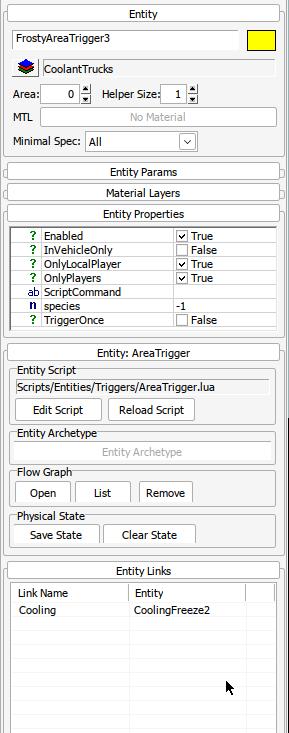 Entity
FrostyAreaTrigger3
CoolantTrucks
Area: 0 Helper Size: 1
MTL No Material
Minimal Spec: All
Entity Params
Material Layers
Entity Properties
? Enabled True
? InVehicleOnly False
? OnlyLocalPlayer True
? OnlyPlayers True
ab ScriptCommand
n species -1
? TriggerOnce False
Entity: AreaTrigger
Entity Script
Scripts/Entities/Triggers/AreaTrigger.lua
Edit Script Reload Script
Entity Archetype
Entity Archetype
Flow Graph
Open List Remove
Physical State
Save State Clear State
Entity Links
Link Name Entity
Cooling CoolingFreeze2